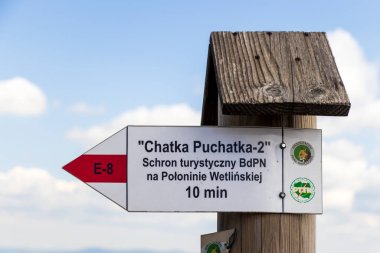 E-8
"Chatka Puchatka-2"
Schron turystyczny BdPN
na Połoninie Wetlińskiej
10 min